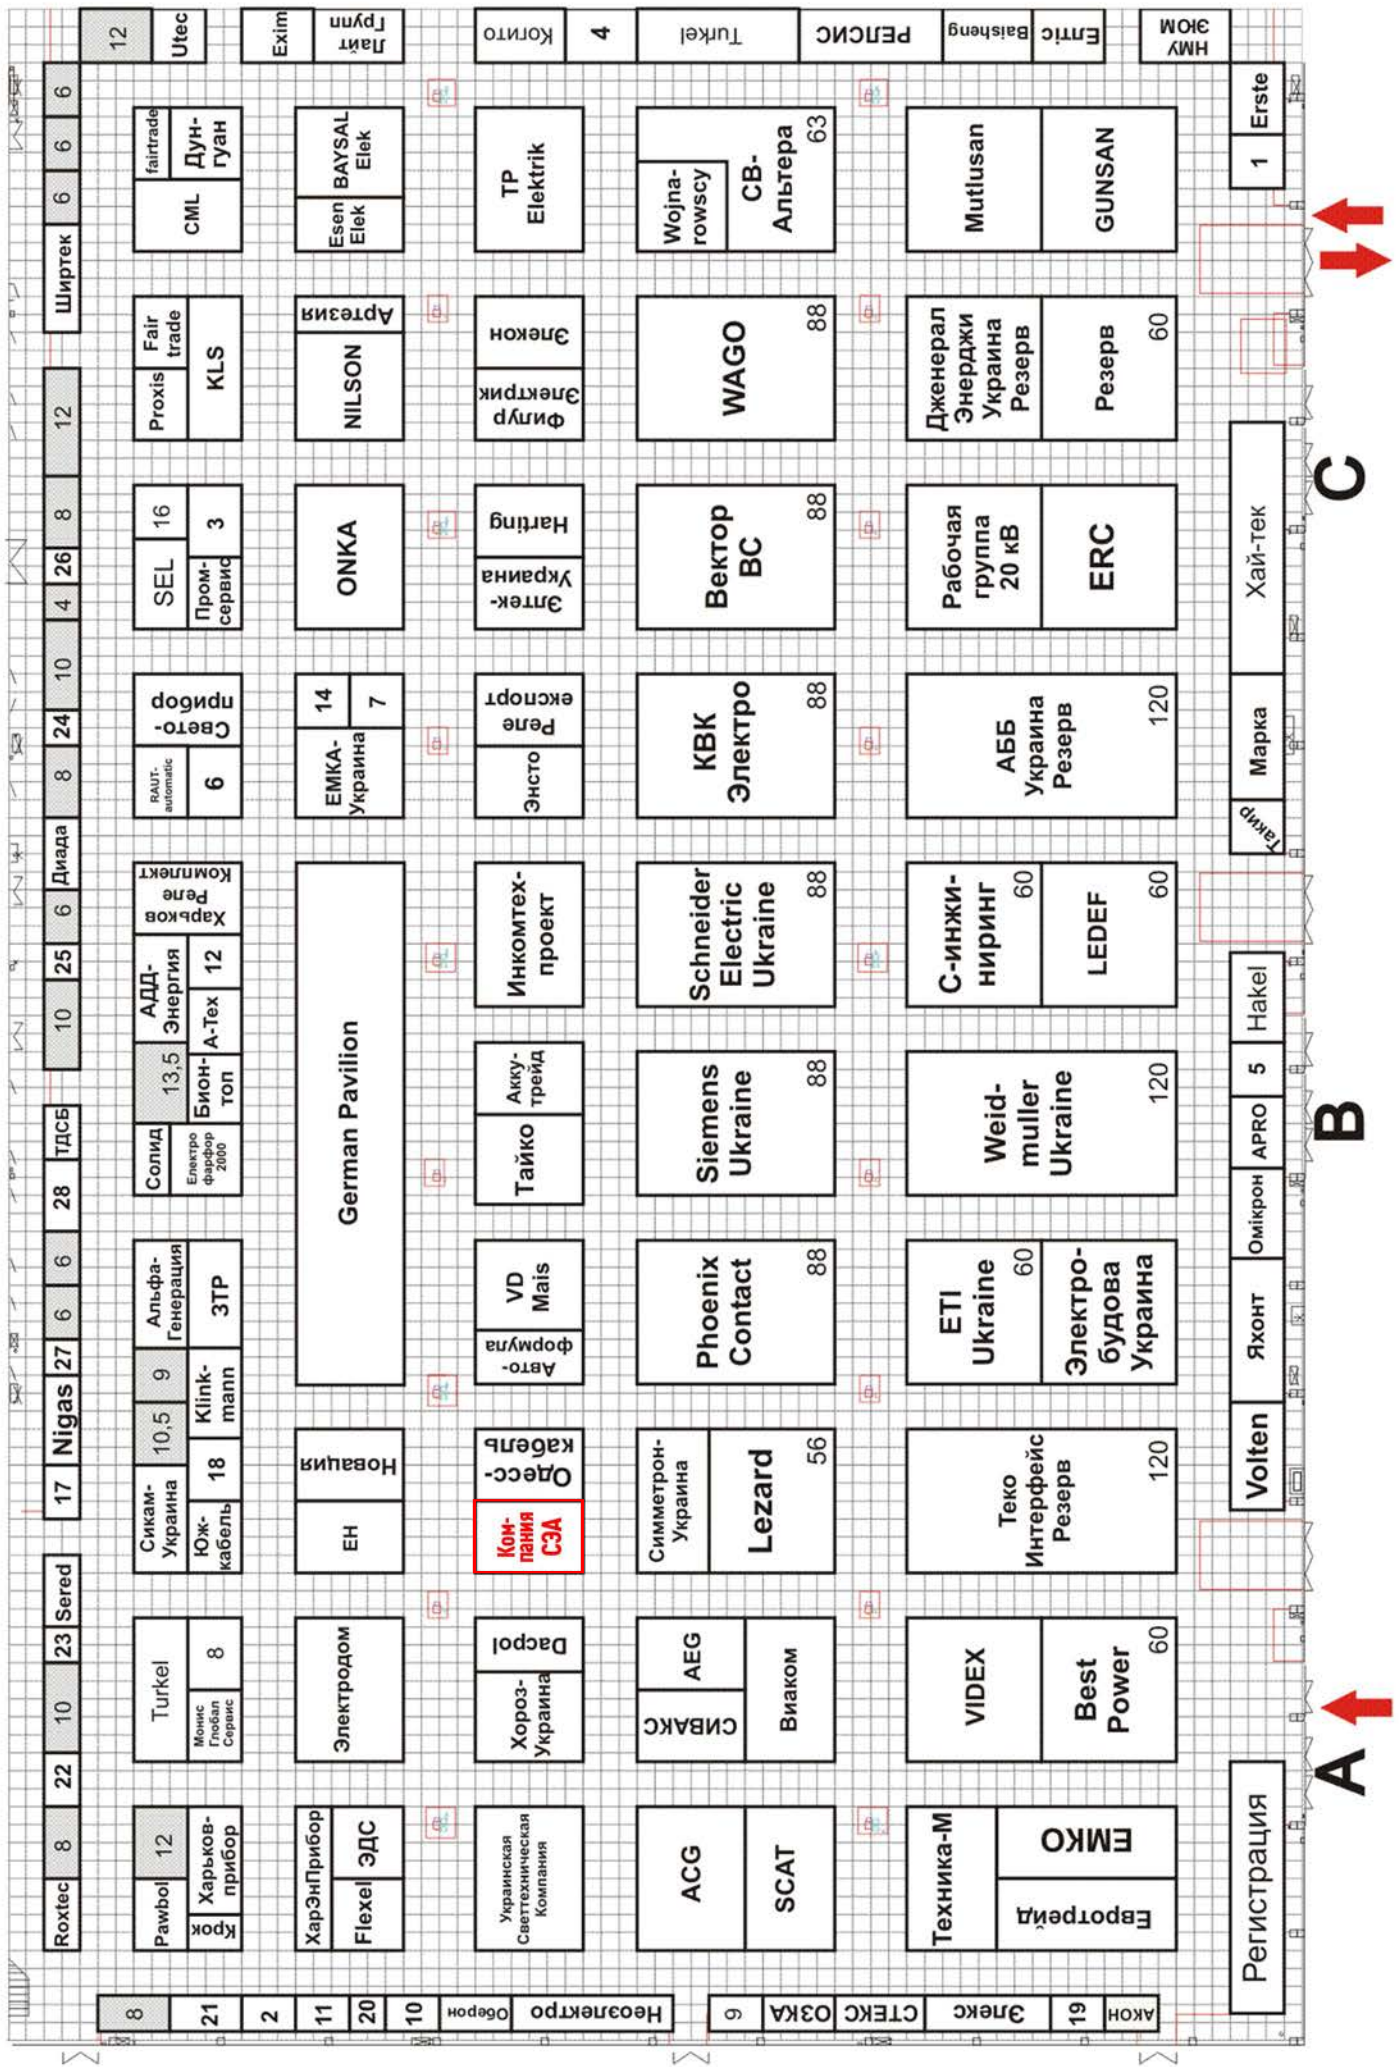 Roxtec
8
22
10
23
Sered
17
Nigas
27
6
6
28
ТДСБ
10
25
6
Диада
8
24
10
4
26
8
12
Ширтек
6
6
6
8
21
2
11
20
10
Оберон
Неоэлектро
6
ОЗКА
СТЕКС
Элекс
19
АКОН
Pawbol
12
Крок
Харьков-
прибор
Turkel
Монис
Глобал
Сервис
8
Сикам-
Украина
10,5
9
Альфа-
Генерация
Юж-
кабель
18
Klink-
mann
ЗТР
Солид
13,5
АДД-
Энергия
Електро
фарфор
2000
Бион-
топ
А-Тех
12
Харьков
Реле
Комплект
RAUT-
automatic
6
Свето-
прибор
SEL
16
Пром-
сервис
3
Proxis
Fair
trade
KLS
CML
fairtrade
Дун-
гуан
ХарЭнПрибор
Flexel
ЭДС
Электродом
ЕН
Новация
German Pavilion
ЕМКА-
Украина
14
7
ONKA
NILSON
Артезия
Esen
Elek
BAYSAL
Elek
Украинская
Светтехническая
Компания
Хороз-
Украина
Dacpol
Ком-
пания
СЭА
Одесс-
кабель
Авто-
формула
VD
Mais
Тайко
Акку-
трейд
Инкомтех-
проект
Энсто
Реле
експорт
Элтек-
Украина
Harting
Филур
Электрик
Элекон
TP
Elektrik
ACG
SCAT
СИВАКС
AEG
Виаком
Симметрон-
Украина
Lezard
56
Phoenix
Contact
88
Siemens
Ukraine
88
Schneider
Electric
Ukraine
88
КВК
Электро
88
Вектор
ВС
88
WAGO
88
Wojna-
rowscy
СВ-
Альтера
63
Техника-М
Евротрейд
ЕМКО
VIDEX
Best
Power
60
Теко
Интерфейс
Резерв
120
ETI
Ukraine
60
Электро-
будова
Украина
Weid-
muller
Ukraine
120
С-инжи-
ниринг
60
LEDEF
60
АББ
Украина
Резерв
120
Рабочая
группа
20 кВ
ERC
Дженерал
Энерджи
Украина
Резерв
Резерв
60
Mutlusan
GUNSAN
Регистрация
Volten
Яхонт
Омікрон
APRO
5
Hakel
Такир
Марка
Хай-тек
1
Erste
12
Utec
Exim
Лайт
Групп
Когито
4
Turkel
РЕЛСИС
Baisheng
Елтіс
НМУ
ЭЮМ
A
B
C